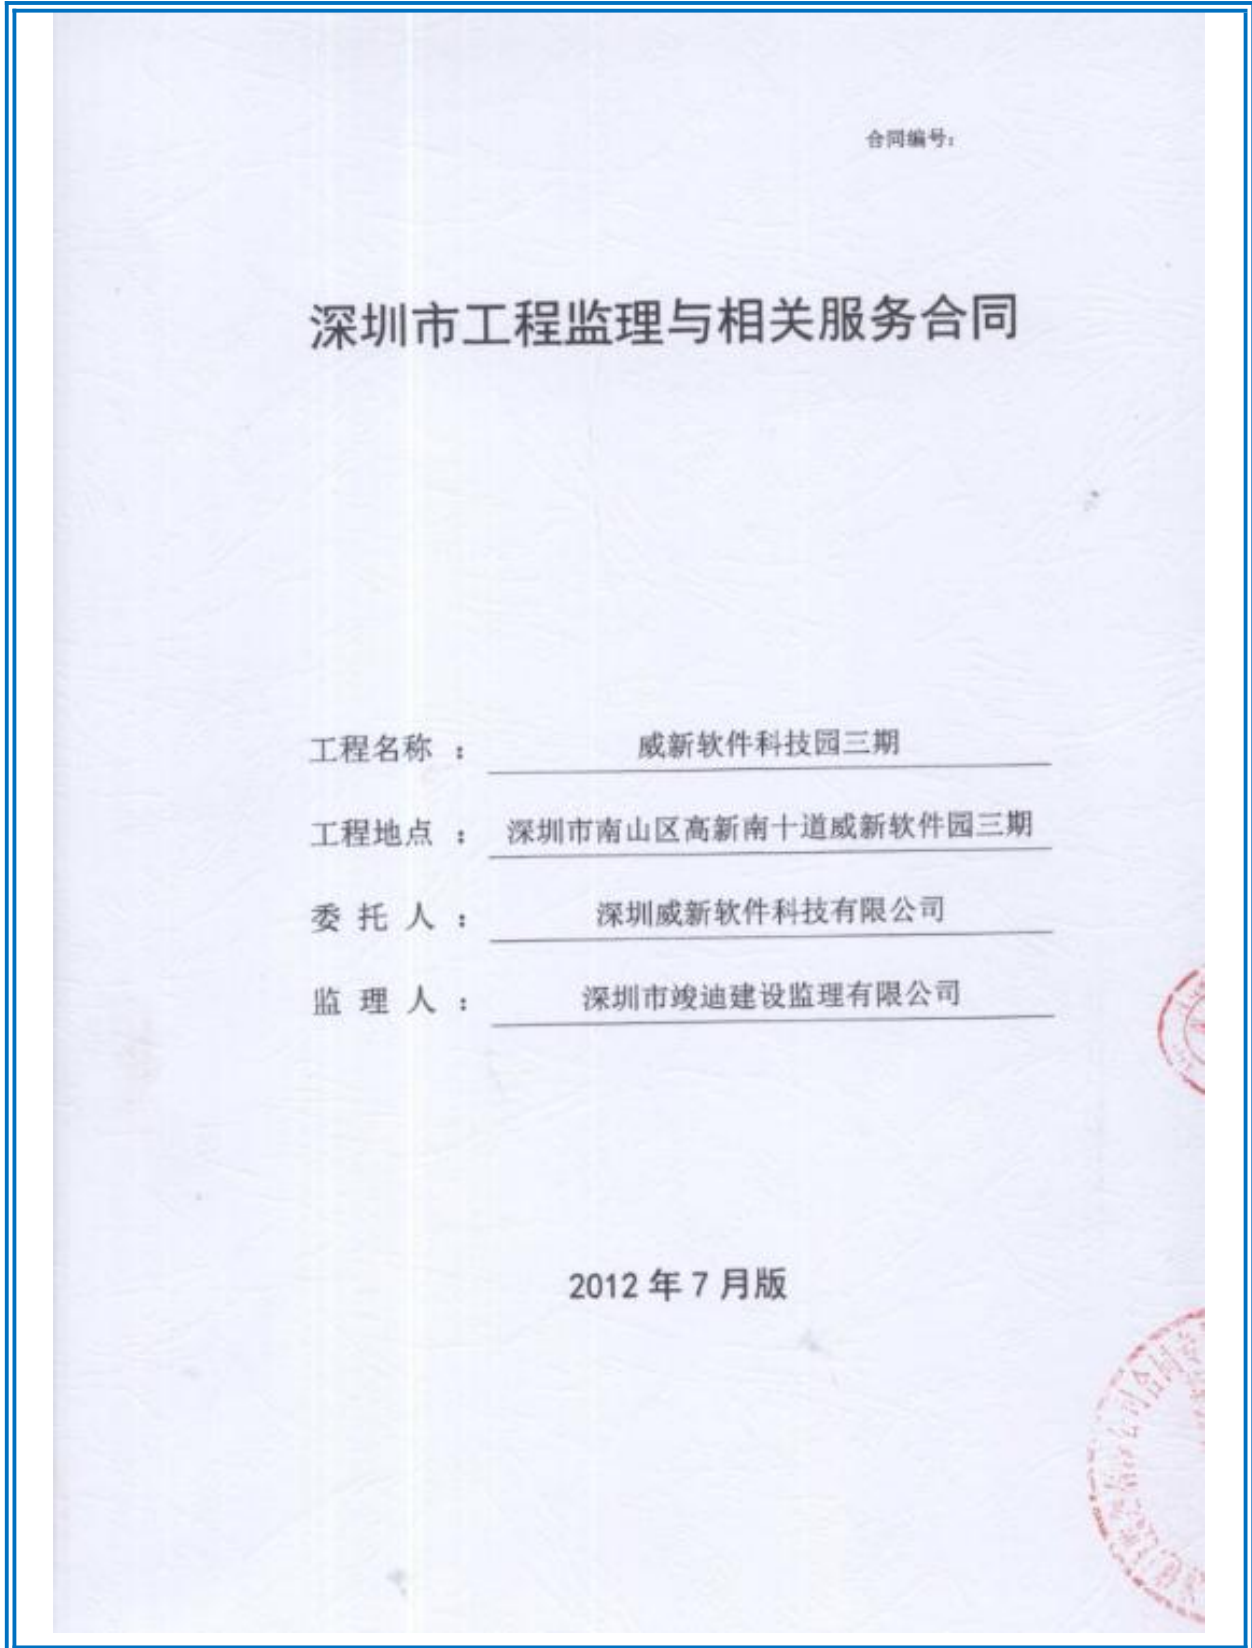 合同编号：
深圳市工程监理与相关服务合同
工程名称 ： 威新软件科技园三期
工程地点 ： 深圳市南山区高新南十道威新软件园三期
委 托 人 ： 深圳威新软件科技有限公司
监 理 人 ： 深圳市竣迪建设监理有限公司
2012 年 7 月版